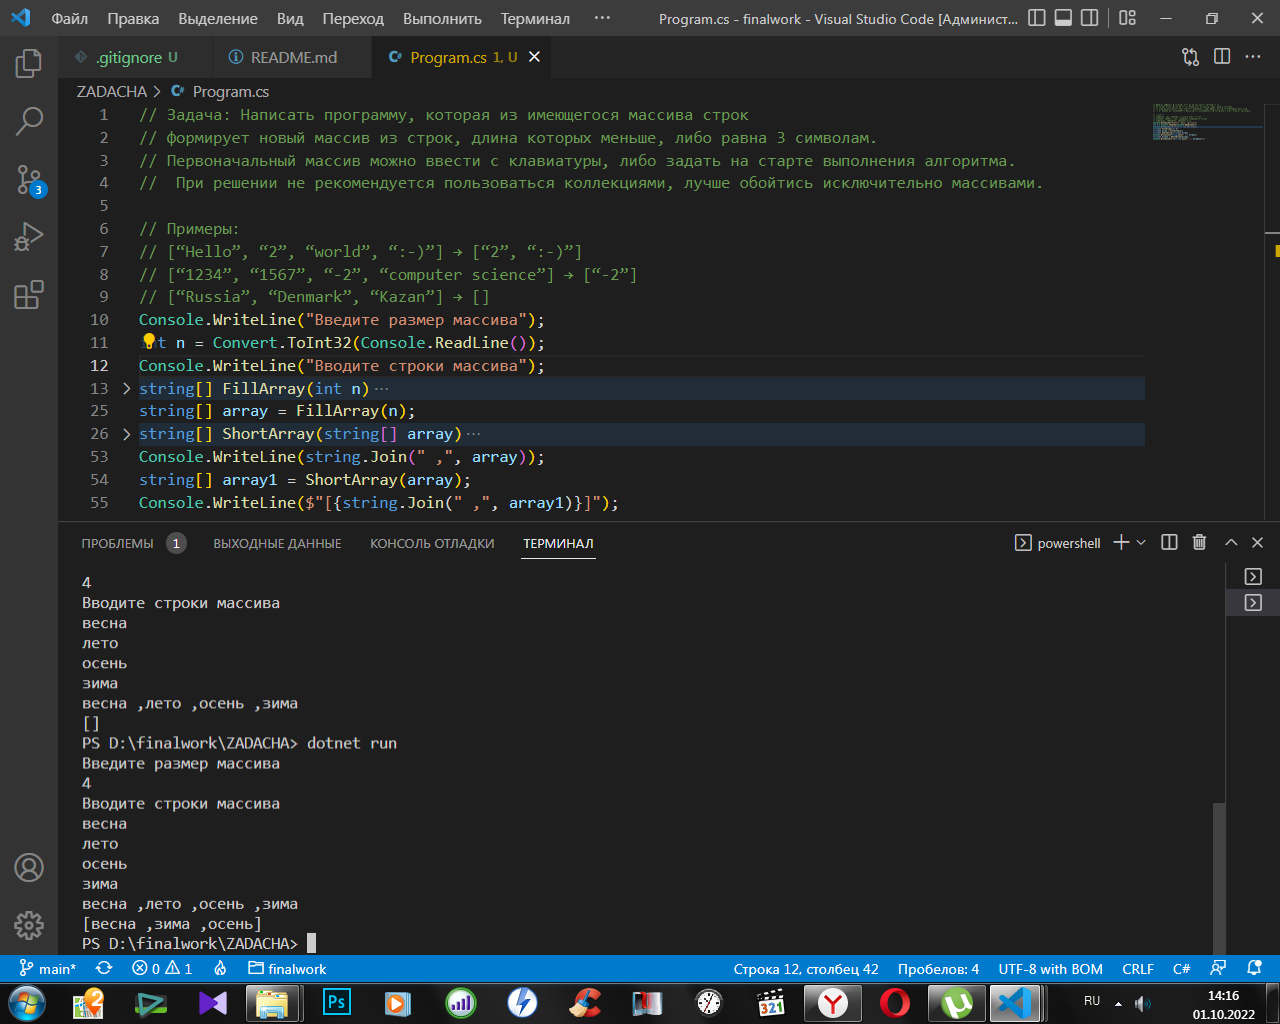 Файл Правка Выделение Вид Переход Выполнить Терминал ··· Program.cs - finalwork - Visual Studio Code [Админист...
.gitignore U README.md Program.cs 1, U
ZADACHA > Program.cs
1 // Задача: Написать программу, которая из имеющегося массива строк
2 // формирует новый массив из строк, длина которых меньше, либо равна 3 символам.
3 // Первоначальный массив можно ввести с клавиатуры, либо задать на старте выполнения алгоритма.
4 //  При решении не рекомендуется пользоваться коллекциями, лучше обойтись исключительно массивами.
5
6 // Примеры:
7 // [“Hello”, “2”, “world”, “:-)”] → [“2”, “:-)”]
8 // [“1234”, “1567”, “-2”, “computer science”] → [“-2”]
9 // [“Russia”, “Denmark”, “Kazan”] → []
10 Console.WriteLine("Введите размер массива");
11 int n = Convert.ToInt32(Console.ReadLine());
12 Console.WriteLine("Вводите строки массива");
13 > string[] FillArray(int n)···
25 string[] array = FillArray(n);
26 > string[] ShortArray(string[] array)···
53 Console.WriteLine(string.Join(" ,", array));
54 string[] array1 = ShortArray(array);
55 Console.WriteLine($"[{string.Join(" ,", array1)}]");
3
ПРОБЛЕМЫ 1 ВЫХОДНЫЕ ДАННЫЕ КОНСОЛЬ ОТЛАДКИ ТЕРМИНАЛ powershell
4
Вводите строки массива
весна
лето
осень
зима
весна ,лето ,осень ,зима
[]
PS D:\finalwork\ZADACHA> dotnet run
Введите размер массива
4
Вводите строки массива
весна
лето
осень
зима
весна ,лето ,осень ,зима
[весна ,зима ,осень]
PS D:\finalwork\ZADACHA>
main* 0 1 finalwork Строка 12, столбец 42 Пробелов: 4 UTF-8 with BOM CRLF C#
2 Ps 321 Y RU 14:16
01.10.2022